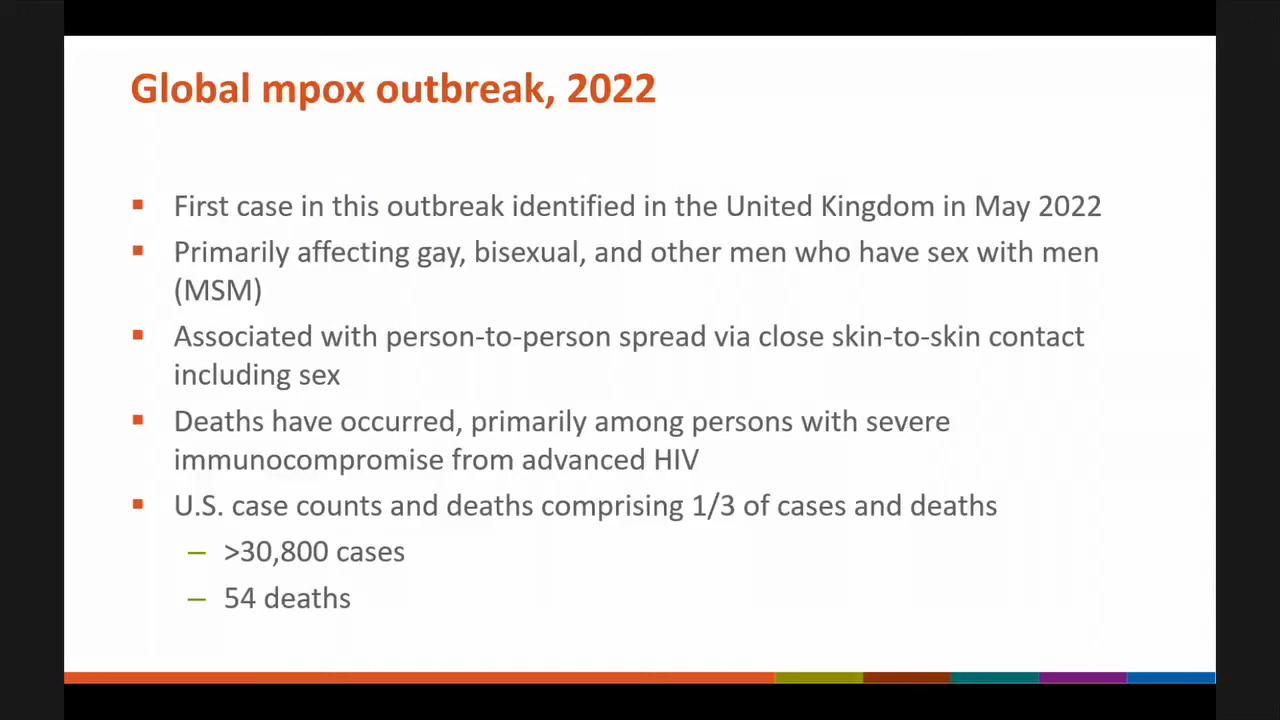 Global mpox outbreak, 2022
▪ First case in this outbreak identified in the United Kingdom in May 2022
▪ Primarily affecting gay, bisexual, and other men who have sex with men
(MSM)
▪ Associated with person-to-person spread via close skin-to-skin contact
including sex
▪ Deaths have occurred, primarily among persons with severe
immunocompromise from advanced HIV
▪ U.S. case counts and deaths comprising 1/3 of cases and deaths
– >30,800 cases
– 54 deaths